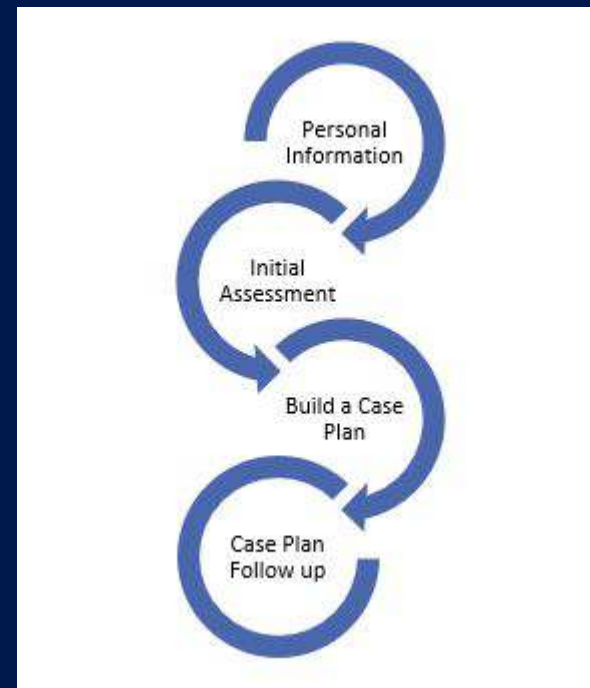 Personal
Information
Initial
Assessment
Build a Case
Plan
Case Plan
Follow up